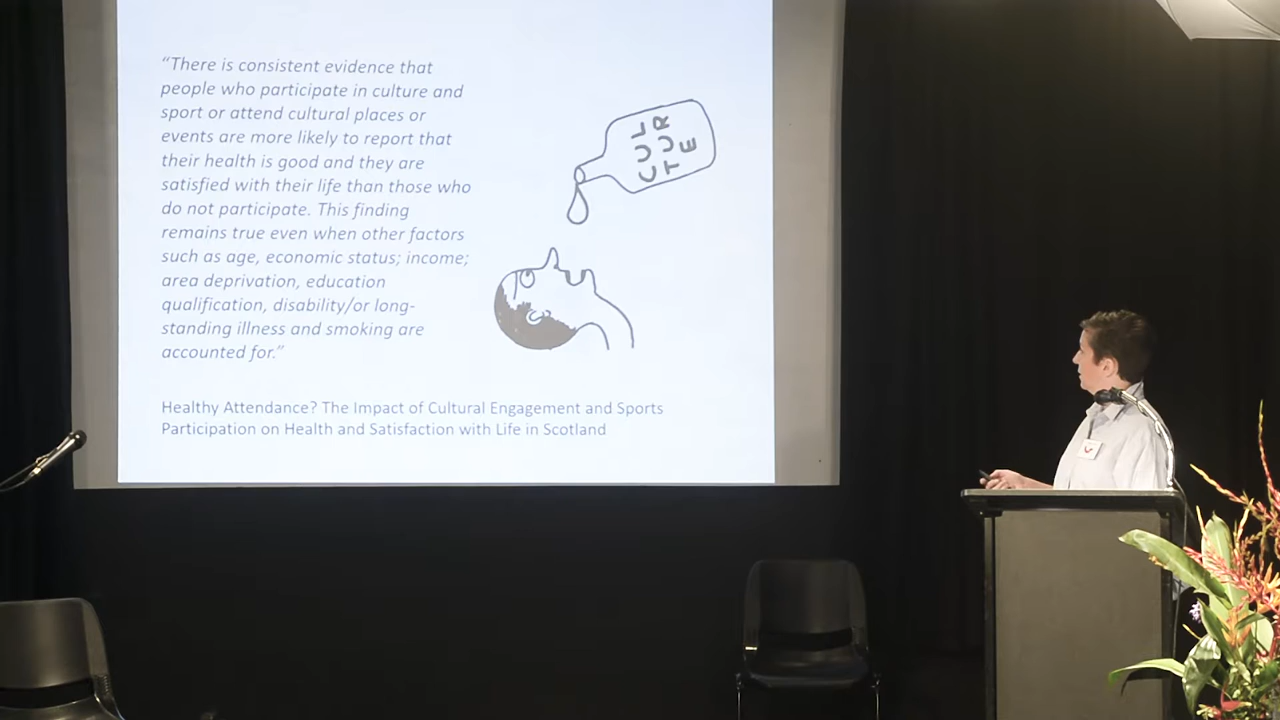 “There is consistent evidence that
people who participate in culture and
sport or attend cultural places or
events are more likely to report that
their health is good and they are
satisfied with their life than those who
do not participate. This finding
remains true even when other factors
such as age, economic status; income;
area deprivation, education
qualification, disability/or long-
standing illness and smoking are
accounted for.”
CUL
TUR
E
Healthy Attendance? The Impact of Cultural Engagement and Sports
Participation on Health and Satisfaction with Life in Scotland